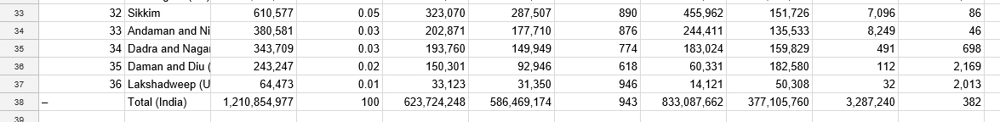 33 32 Sikkim 610,577 0.05 323,070 287,507 890 455,962 151,726 7,096 86
34 33 Andaman and Ni 380,581 0.03 202,871 177,710 876 244,411 135,533 8,249 46
35 34 Dadra and Nagar 343,709 0.03 193,760 149,949 774 183,024 159,829 491 698
36 35 Daman and Diu ( 243,247 0.02 150,301 92,946 618 60,331 182,580 112 2,169
37 36 Lakshadweep (U 64,473 0.01 33,123 31,350 946 14,121 50,308 32 2,013
38 – Total (India) 1,210,854,977 100 623,724,248 586,469,174 943 833,087,662 377,105,760 3,287,240 382
39